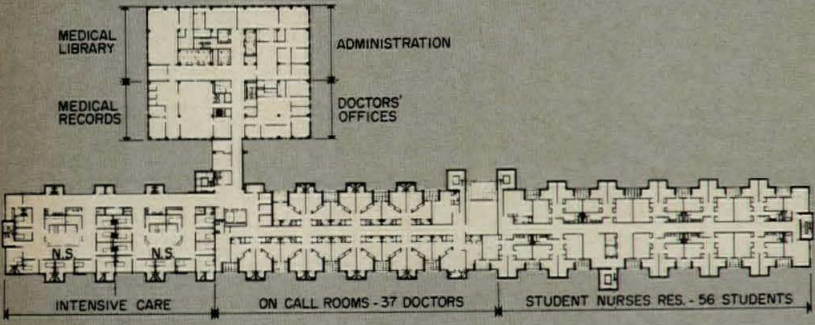 MEDICAL
LIBRARY
ADMINISTRATION
MEDICAL
RECORDS
DOCTORS'
OFFICES
N.S.
N.S.
INTENSIVE CARE
ON CALL ROOMS - 37 DOCTORS
STUDENT NURSES RES. - 56 STUDENTS